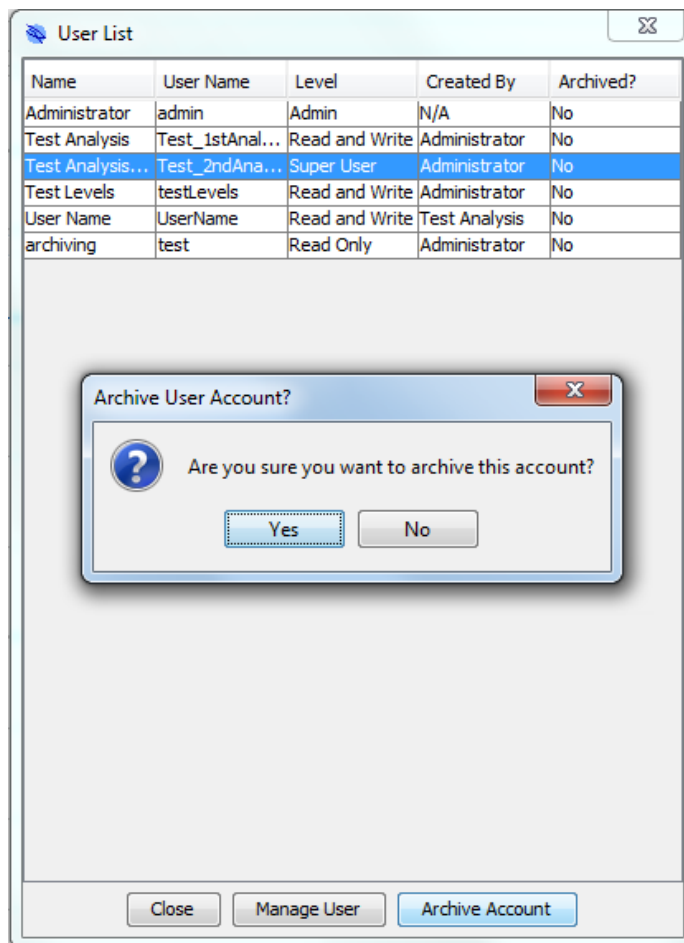 User List
Name User Name Level Created By Archived?
Administrator admin Admin N/A No
Test Analysis Test_1stAnal... Read and Write Administrator No
Test Analysis... Test_2ndAna... Super User Administrator No
Test Levels testLevels Read and Write Administrator No
User Name UserName Read and Write Test Analysis No
archiving test Read Only Administrator No
Archive User Account?
Are you sure you want to archive this account?
Yes No
Close Manage User Archive Account